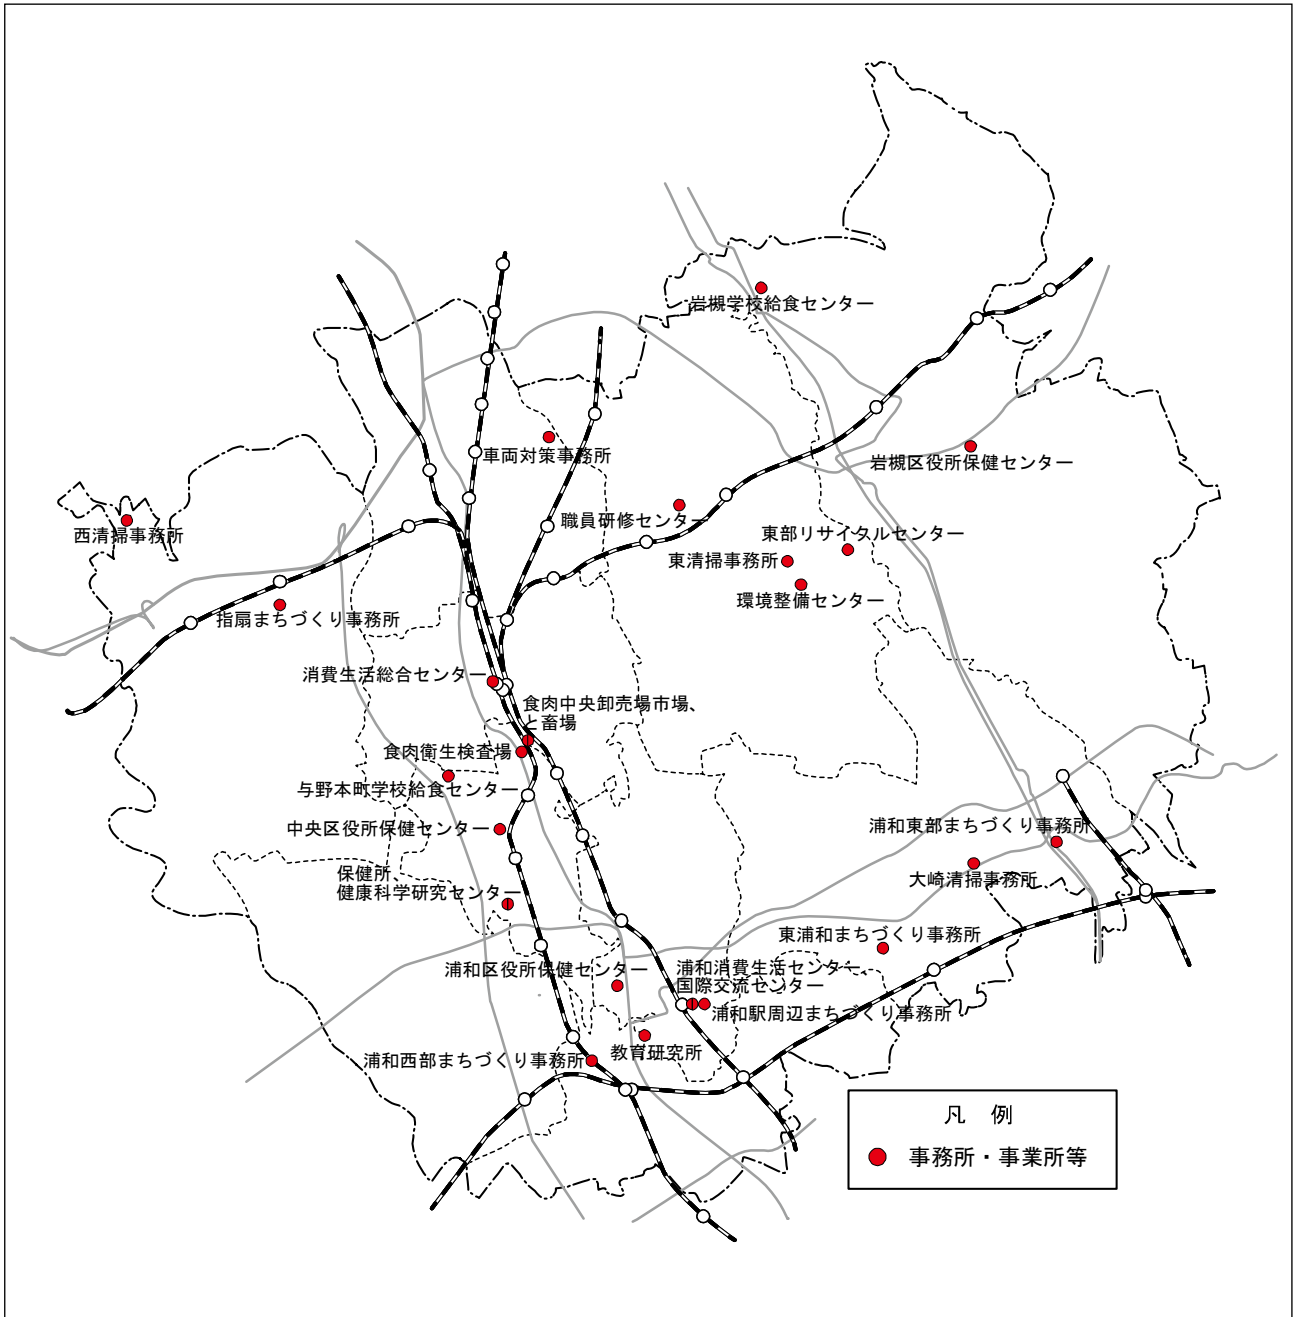 岩槻学校給食センター
車両対策事務所
岩槻区役所保健センター
職員研修センター
西清掃事務所
東部リサイクルセンター
東清掃事務所
環境整備センター
指扇まちづくり事務所
消費生活総合センター
食肉中央卸売場市場、
と畜場
食肉衛生検査場
与野本町学校給食センター
中央区役所保健センター
浦和東部まちづくり事務所
保健所、
健康科学研究センター
大崎清掃事務所
東浦和まちづくり事務所
浦和区役所保健センター
浦和消費生活センター、
国際交流センター
浦和駅周辺まちづくり事務所
教育研究所
浦和西部まちづくり事務所
凡 例
事務所・事業所等